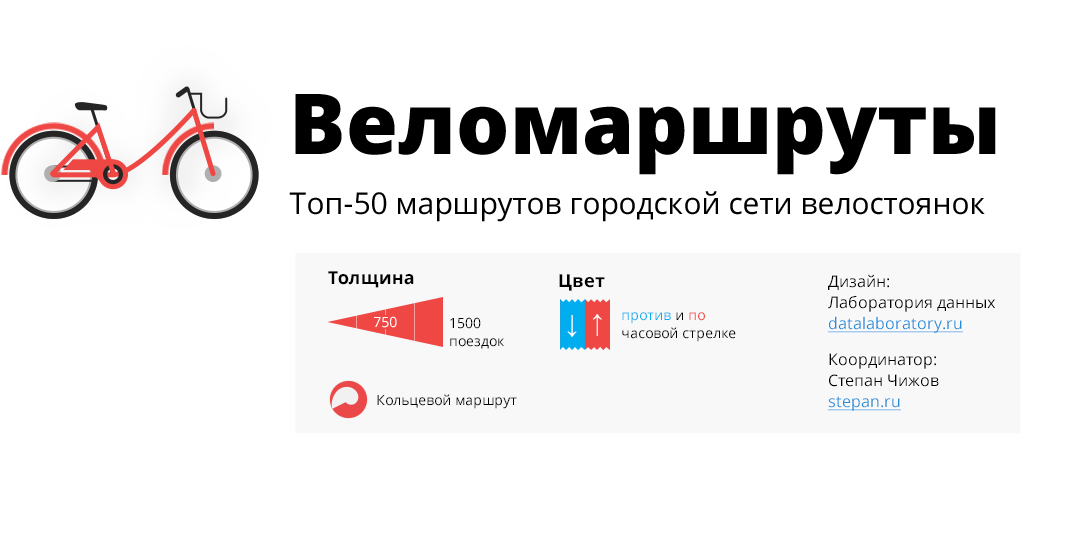 Веломаршруты
Топ-50 маршрутов городской сети велостоянок
Толщина
750
1500
поездок
Кольцевой маршрут
Цвет
против и по
часовой стрелке
Дизайн:
Лаборатория данных
datalaboratory.ru
Координатор:
Степан Чижов
stepan.ru